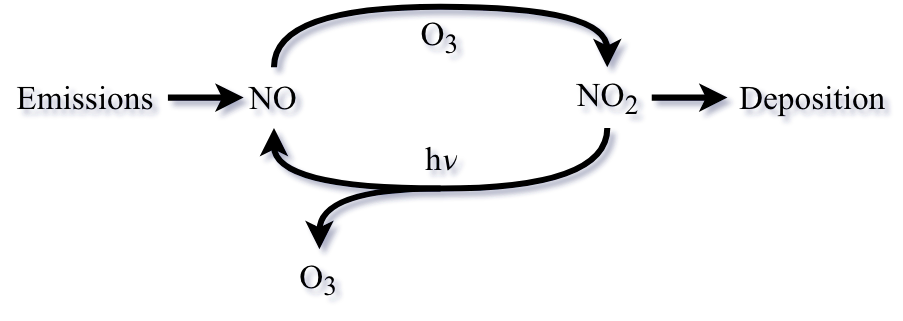 O₃
Emissions NO NO₂ Deposition
hν
O₃